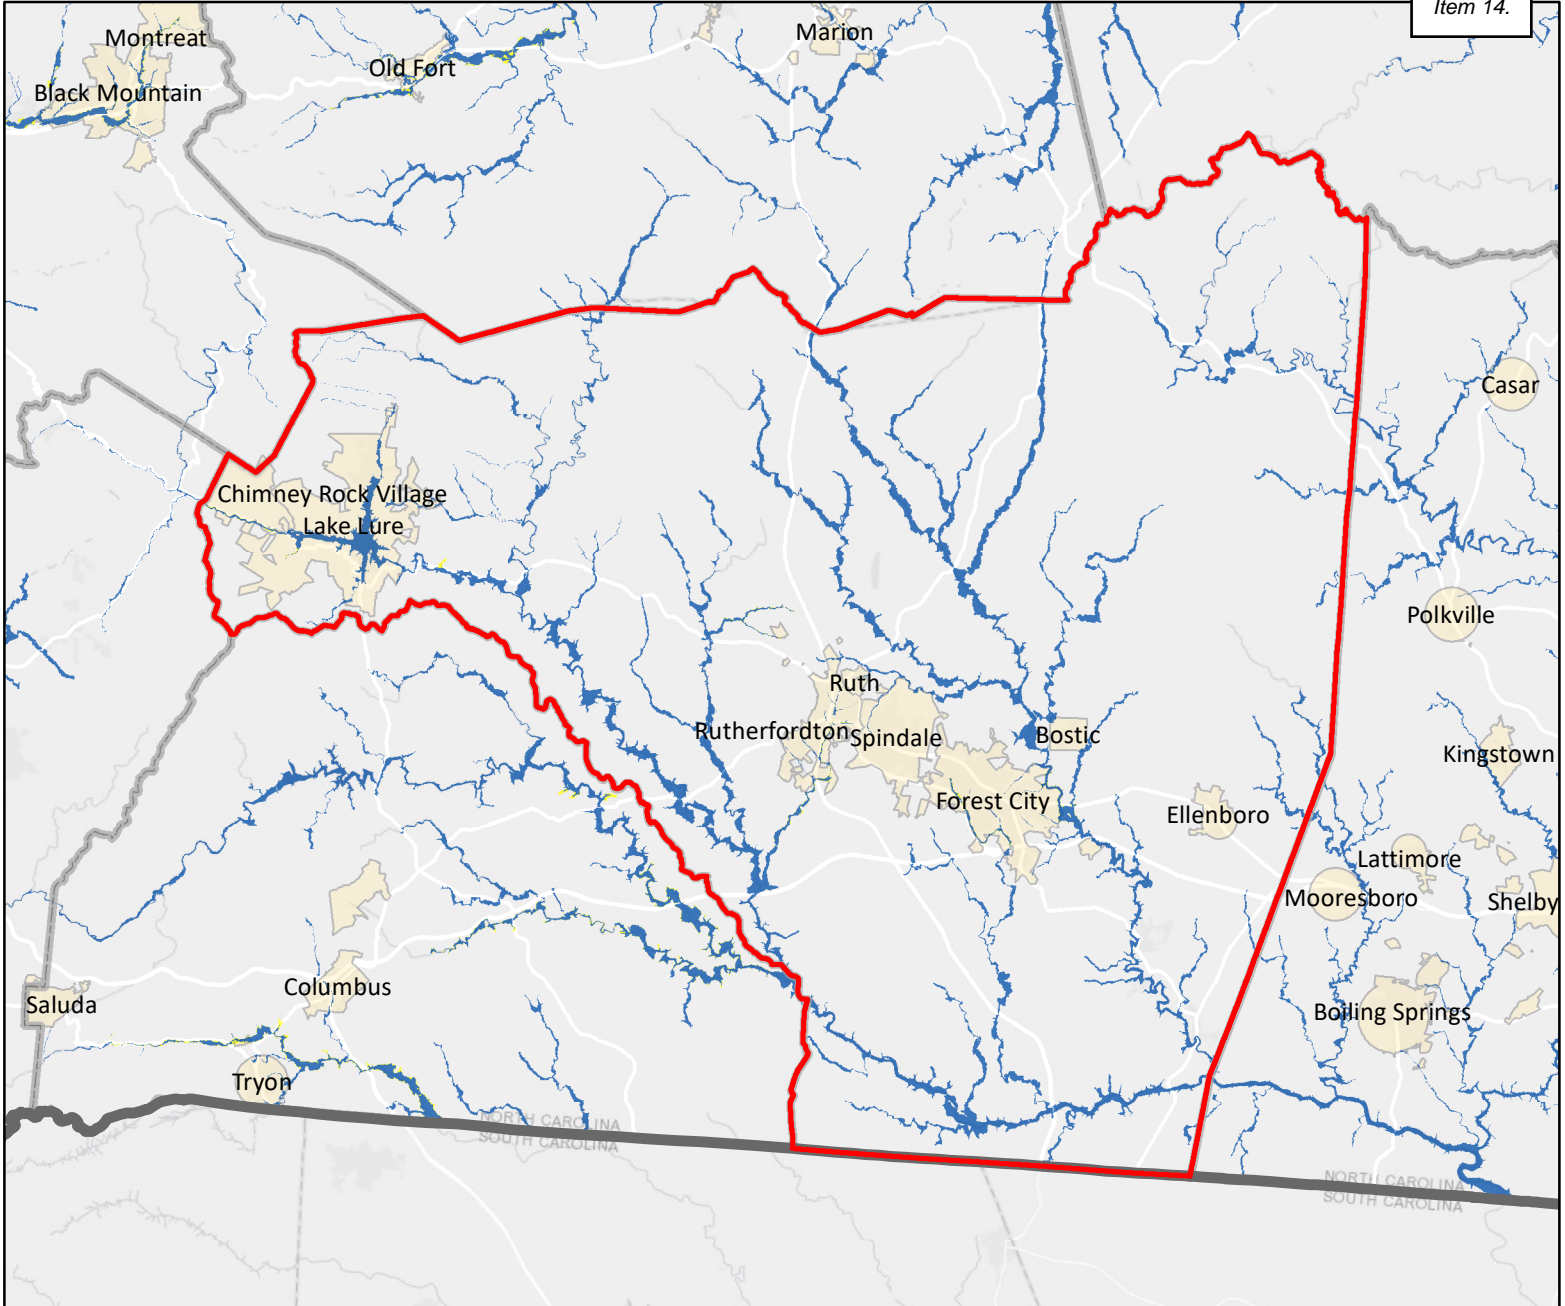 Item 14.
Montreat
Marion
Old Fort
Black Mountain
Casar
Chimney Rock Village
Lake Lure
Polkville
Ruth
Rutherfordton
Spindale
Bostic
Kingstown
Forest City
Ellenboro
Lattimore
Mooresboro
Shelby
Columbus
Saluda
Boiling Springs
Tryon
NORTH CAROLINA
SOUTH CAROLINA
NORTH CAROLINA
SOUTH CAROLINA